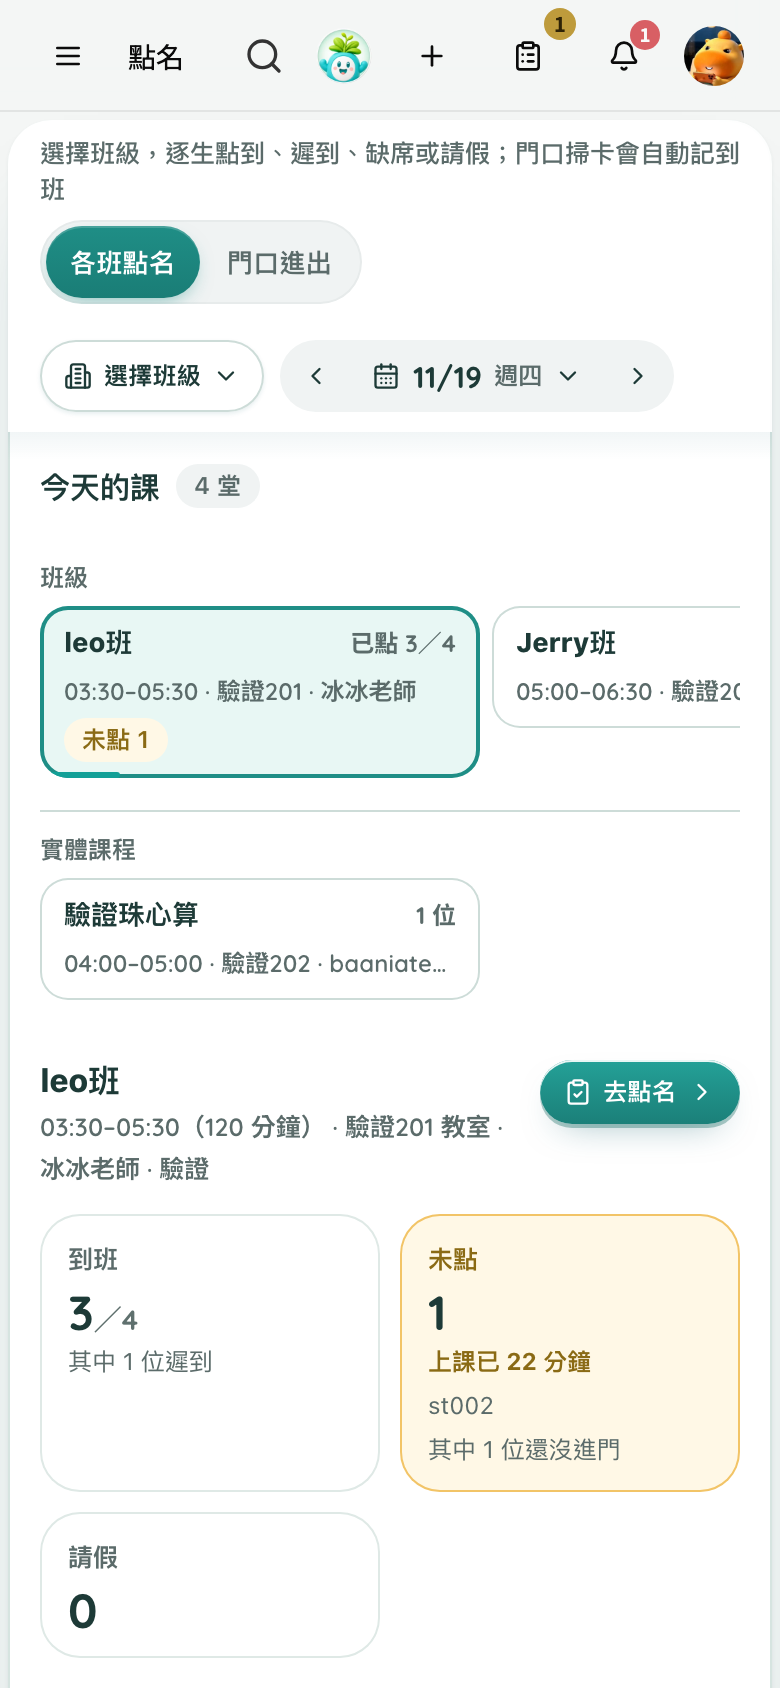 點名
1
1
選擇班級，逐生點到、遲到、缺席或請假；門口掃卡會自動記到
班
各班點名 門口進出
選擇班級 11/19 週四
今天的課 4 堂
班級
leo班 已點 3／4
03:30–05:30 · 驗證201 · 冰冰老師
未點 1
Jerry班
05:00–06:30 · 驗證20
實體課程
驗證珠心算 1 位
04:00–05:00 · 驗證202 · baaniate...
leo班
去點名
03:30–05:30（120 分鐘） · 驗證201 教室 ·
冰冰老師 · 驗證
到班
3／4
其中 1 位遲到
未點
1
上課已 22 分鐘
st002
其中 1 位還沒進門
請假
0